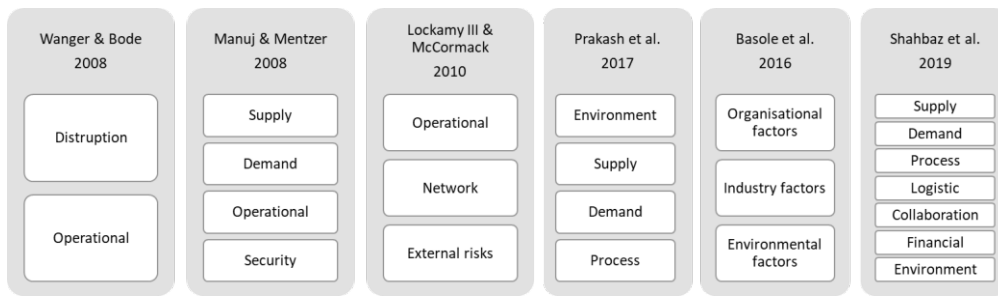 Wanger & Bode
2008
Distruption
Operational
Manuj & Mentzer
2008
Supply
Demand
Operational
Security
Lockamy III &
McCormack
2010
Operational
Network
External risks
Prakash et al.
2017
Environment
Supply
Demand
Process
Basole et al.
2016
Organisational
factors
Industry factors
Environmental
factors
Shahbaz et al.
2019
Supply
Demand
Process
Logistic
Collaboration
Financial
Environment